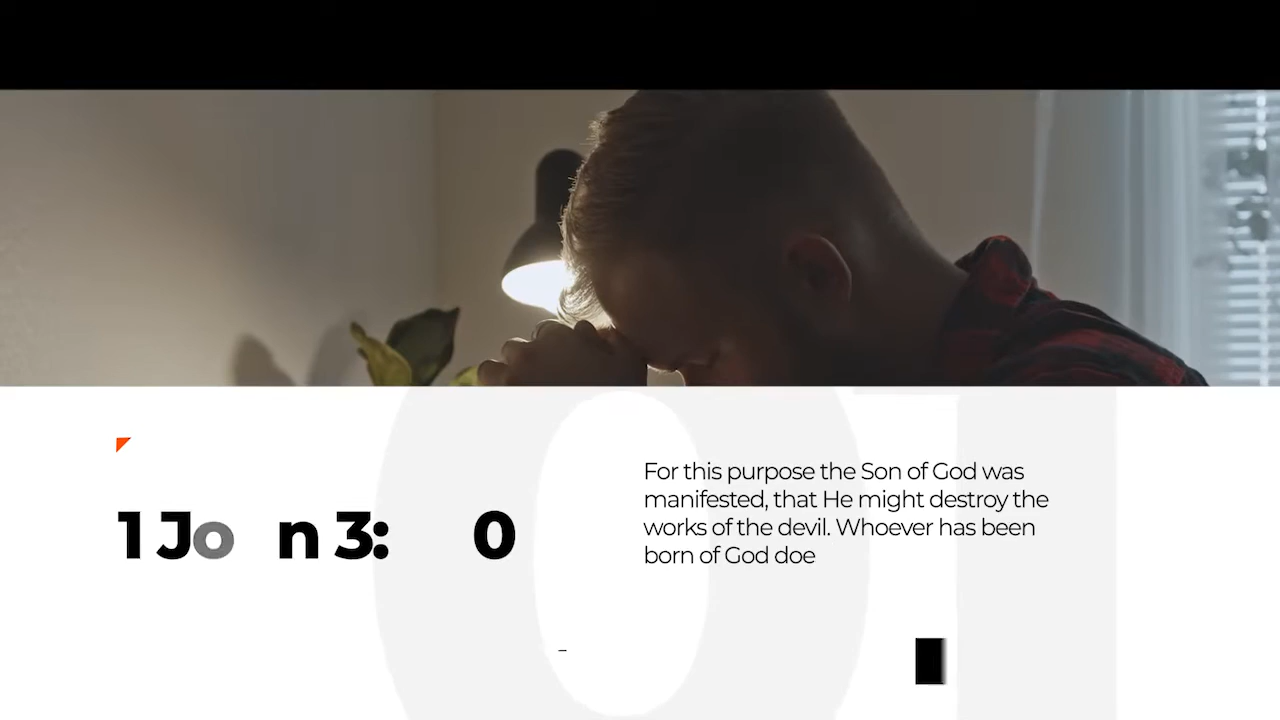 01
1 Jo n 3: 0
For this purpose the Son of God was
manifested, that He might destroy the
works of the devil. Whoever has been
born of God doe